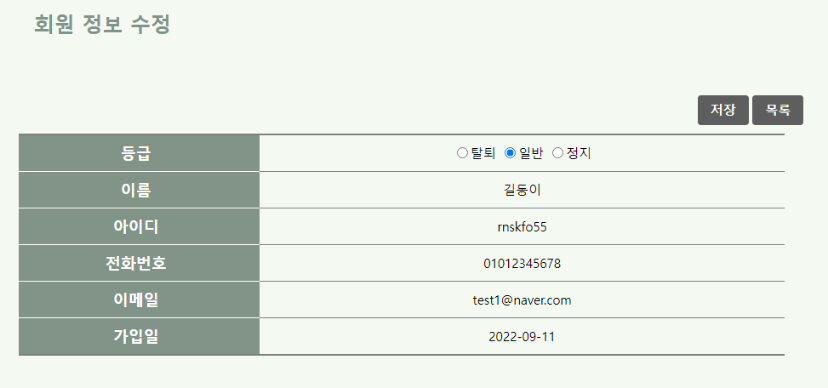 회원 정보 수정
저장 목록
등급 탈퇴 일반 정지
이름 길동이
아이디 rnskfo55
전화번호 01012345678
이메일 test1@naver.com
가입일 2022-09-11